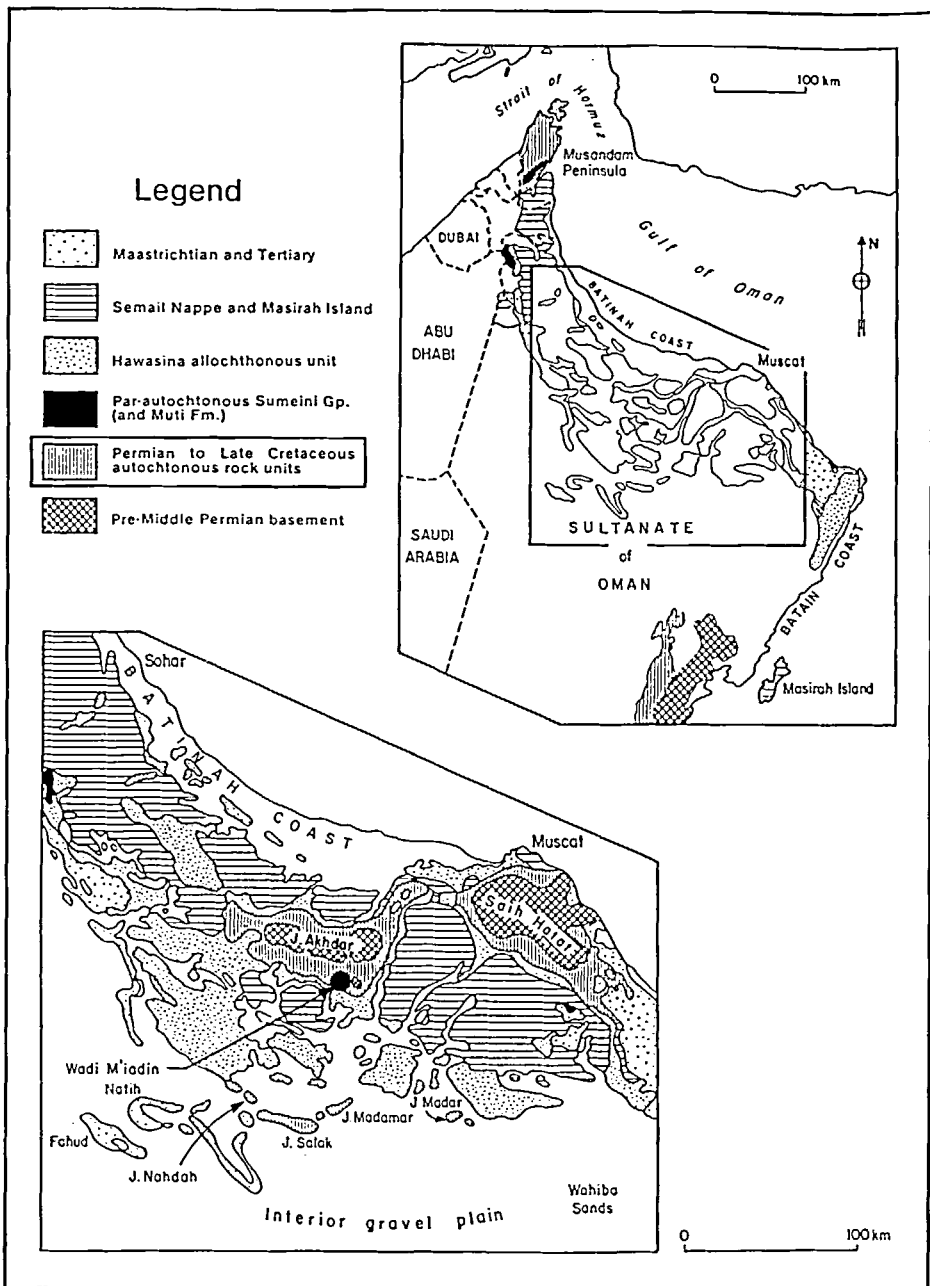 Legend
Maastrichtian and Tertiary
Semail Nappe and Masirah Island
Hawasina allochthonous unit
Par-autochtonous Sumeini Gp.
(and Muti Fm.)
Permian to Late Cretaceous
autochtonous rock units
Pre-Middle Permian basement
0 100 km
Strait of Hormuz
Musandam
Peninsula
DUBAI
Gulf of Oman
N
ABU
DHABI
BATINAH COAST
Muscat
SAUDI
ARABIA
SULTANATE
of
OMAN
BATAIN COAST
Masirah Island
Sohar
BATINAH COAST
Muscat
Saih Hatat
J. Akhdar
Wadi M'iadin
Natih
Fahud
J. Nahdah
J. Salak
J. Madamar
J. Madar
Wahiba
Sands
Interior gravel plain
0 100 km